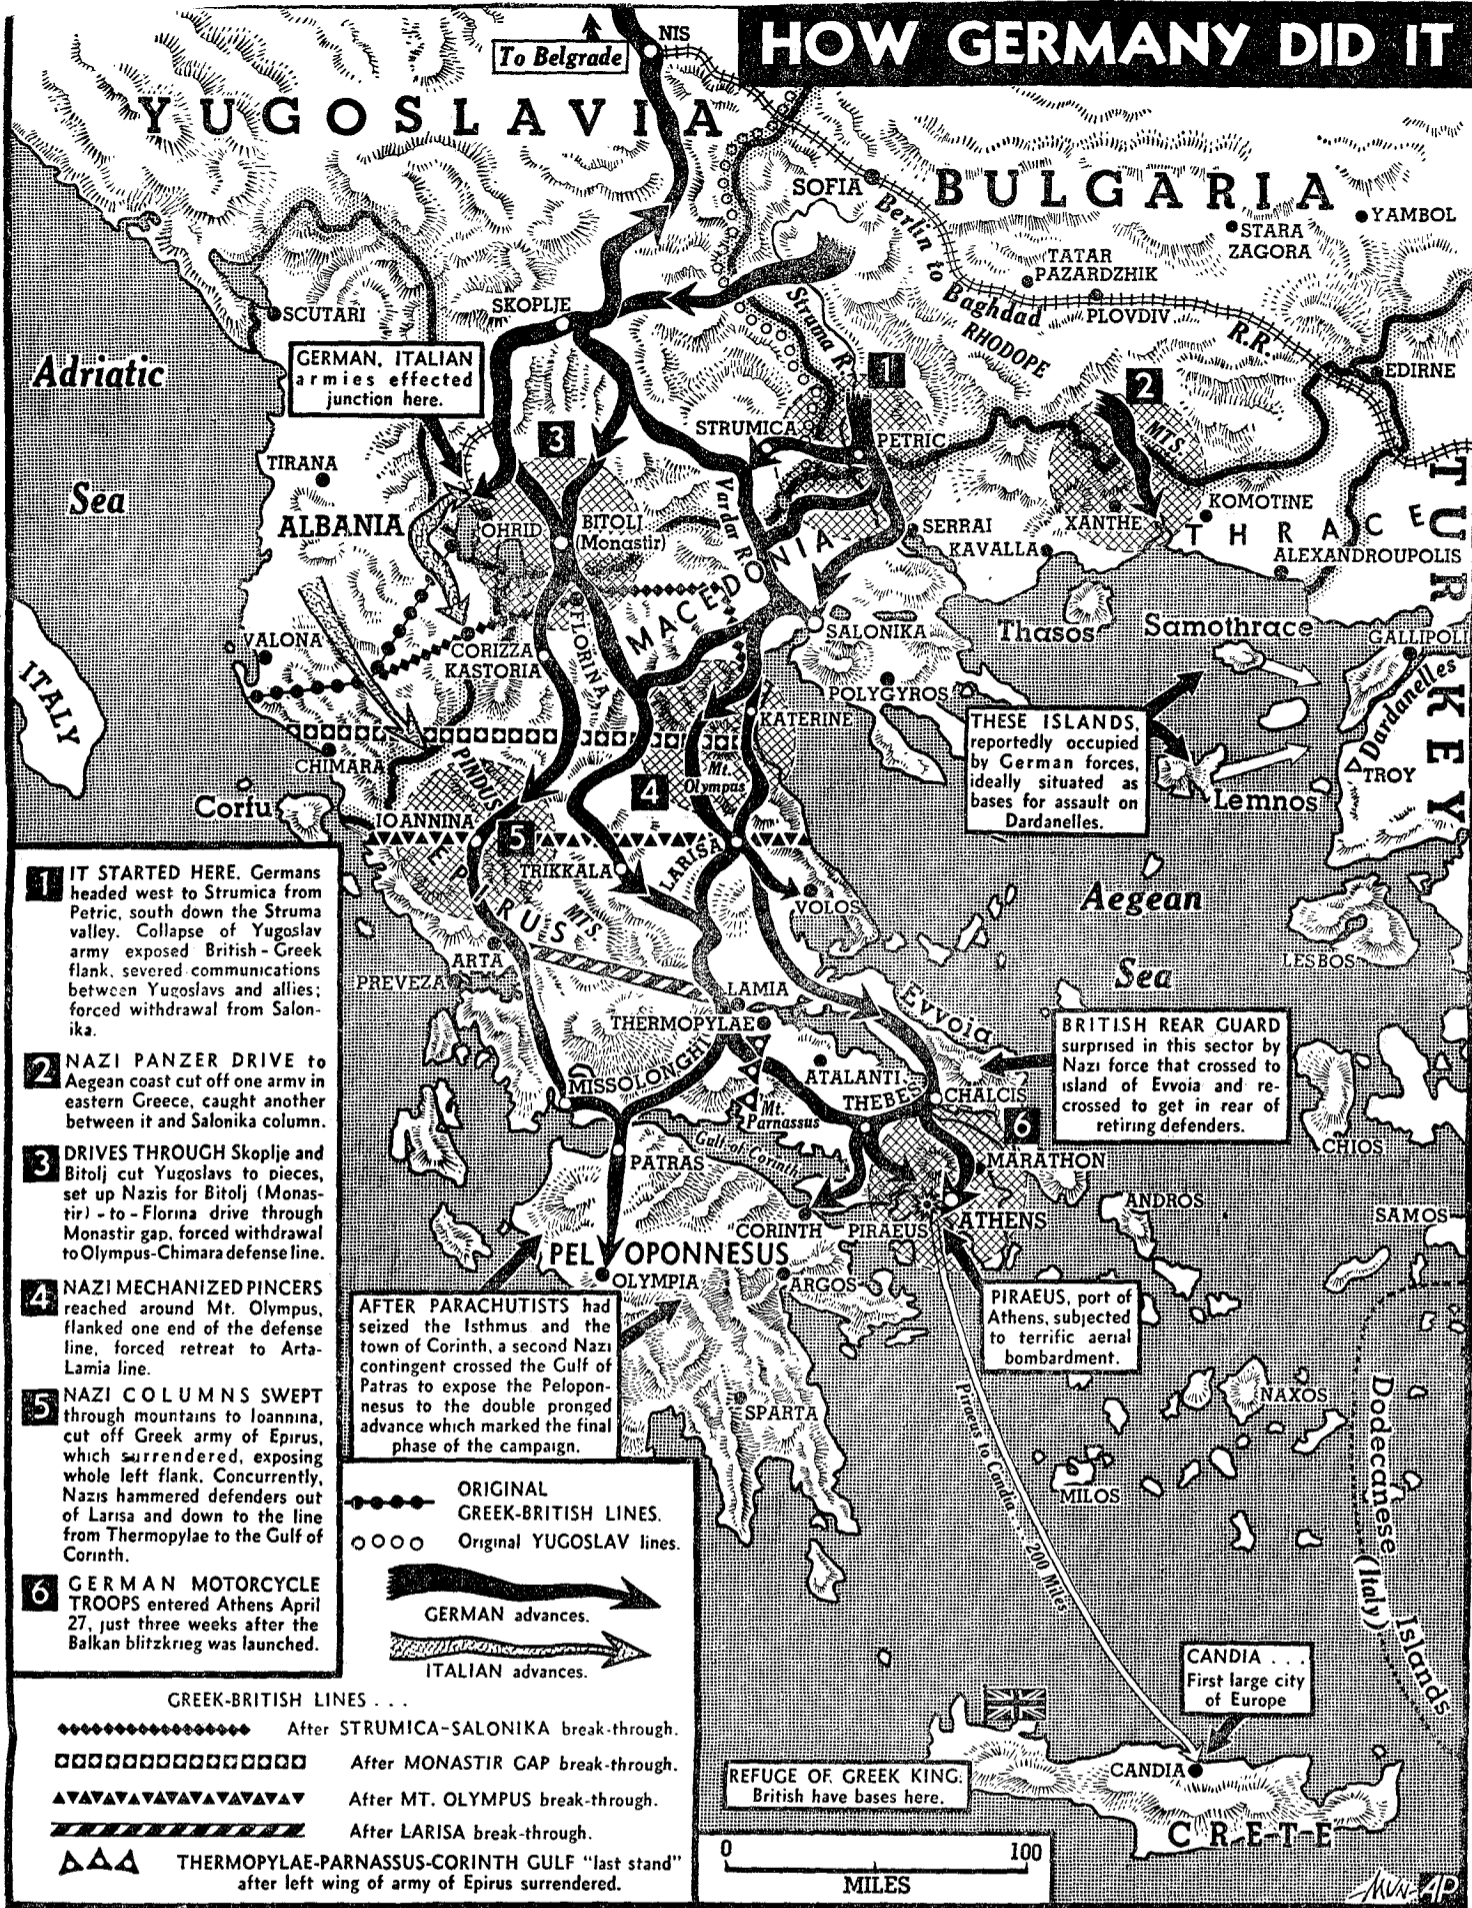 HOW GERMANY DID IT
To Belgrade
NIS
YUGOSLAVIA
SOFIA
BULGARIA
YAMBOL
STARA
ZAGORA
TATAR
PAZARDZHIK
Berlin to Baghdad
R.R.
PLOVDIV
RHODOPE
MTS.
SKOPLJE
SCUTARI
Struma R.
EDIRNE
Adriatic
Sea
GERMAN, ITALIAN
armies effected
junction here.
1
2
3
STRUMICA
PETRIC
TIRANA
ALBANIA
OHRID
BITOLJ
(Monastir)
Vardar R.
SERRAI
KAVALLA
XANTHE
KOMOTINE
THRACE
ALEXANDROUPOLIS
TURKEY
MACEDONIA
FLORINA
VALONA
CORIZZA
KASTORIA
SALONIKA
Thasos
Samothrace
GALLIPOLI
Dardanelles
ITALY
POLYGYROS
KATERINE
THESE ISLANDS,
reportedly occupied
by German forces,
ideally situated as
bases for assault on
Dardanelles.
TROY
Lemnos
CHIMARA
PINDUS
MTS.
Mt.
Olympus
4
Corfu
IOANNINA
5
EPIRUS
TRIKKALA
LARISA
VOLOS
Aegean
Sea
LESBOS
ARTA
PREVEZA
LAMIA
THERMOPYLAE
Evvoia
BRITISH REAR GUARD
surprised in this sector by
Nazi force that crossed to
island of Evvoia and re-
crossed to get in rear of
retiring defenders.
ATALANTI
MISSOLONGHI
THEBES
CHALCIS
Mt.
Parnassus
6
CHIOS
Gulf of Corinth
PATRAS
MARATHON
ANDROS
SAMOS
CORINTH
PIRAEUS
ATHENS
PELOPONNESUS
OLYMPIA
ARGOS
PIRAEUS, port of
Athens, subjected
to terrific aerial
bombardment.
AFTER PARACHUTISTS had
seized the Isthmus and the
town of Corinth, a second Nazi
contingent crossed the Gulf of
Patras to expose the Pelopon-
nesus to the double pronged
advance which marked the final
phase of the campaign.
SPARTA
NAXOS
MILOS
Piraeus to Candia . . . 200 Miles
Dodecanese
(Italy)
Islands
CANDIA . . .
First large city
of Europe
CANDIA
REFUGE OF GREEK KING:
British have bases here.
CRETE
1 IT STARTED HERE. Germans
headed west to Strumica from
Petric, south down the Struma
valley. Collapse of Yugoslav
army exposed British-Greek
flank, severed communications
between Yugoslavs and allies;
forced withdrawal from Salon-
ika.
2 NAZI PANZER DRIVE to
Aegean coast cut off one army in
eastern Greece, caught another
between it and Salonika column.
3 DRIVES THROUGH Skoplje and
Bitolj cut Yugoslavs to pieces,
set up Nazis for Bitolj (Monas-
tir)-to-Florina drive through
Monastir gap, forced withdrawal
to Olympus-Chimara defense line.
4 NAZI MECHANIZED PINCERS
reached around Mt. Olympus,
flanked one end of the defense
line, forced retreat to Arta-
Lamia line.
5 NAZI COLUMNS SWEPT
through mountains to Ioannina,
cut off Greek army of Epirus,
which surrendered, exposing
whole left flank. Concurrently,
Nazis hammered defenders out
of Larisa and down to the line
from Thermopylae to the Gulf of
Corinth.
6 GERMAN MOTORCYCLE
TROOPS entered Athens April
27, just three weeks after the
Balkan blitzkrieg was launched.
ORIGINAL
GREEK-BRITISH LINES.
Original YUGOSLAV lines.
GERMAN advances.
ITALIAN advances.
GREEK-BRITISH LINES . . .
After STRUMICA-SALONIKA break-through.
After MONASTIR GAP break-through.
After MT. OLYMPUS break-through.
After LARISA break-through.
THERMOPYLAE-PARNASSUS-CORINTH GULF "last stand"
after left wing of army of Epirus surrendered.
0 100
MILES
MUN-AP